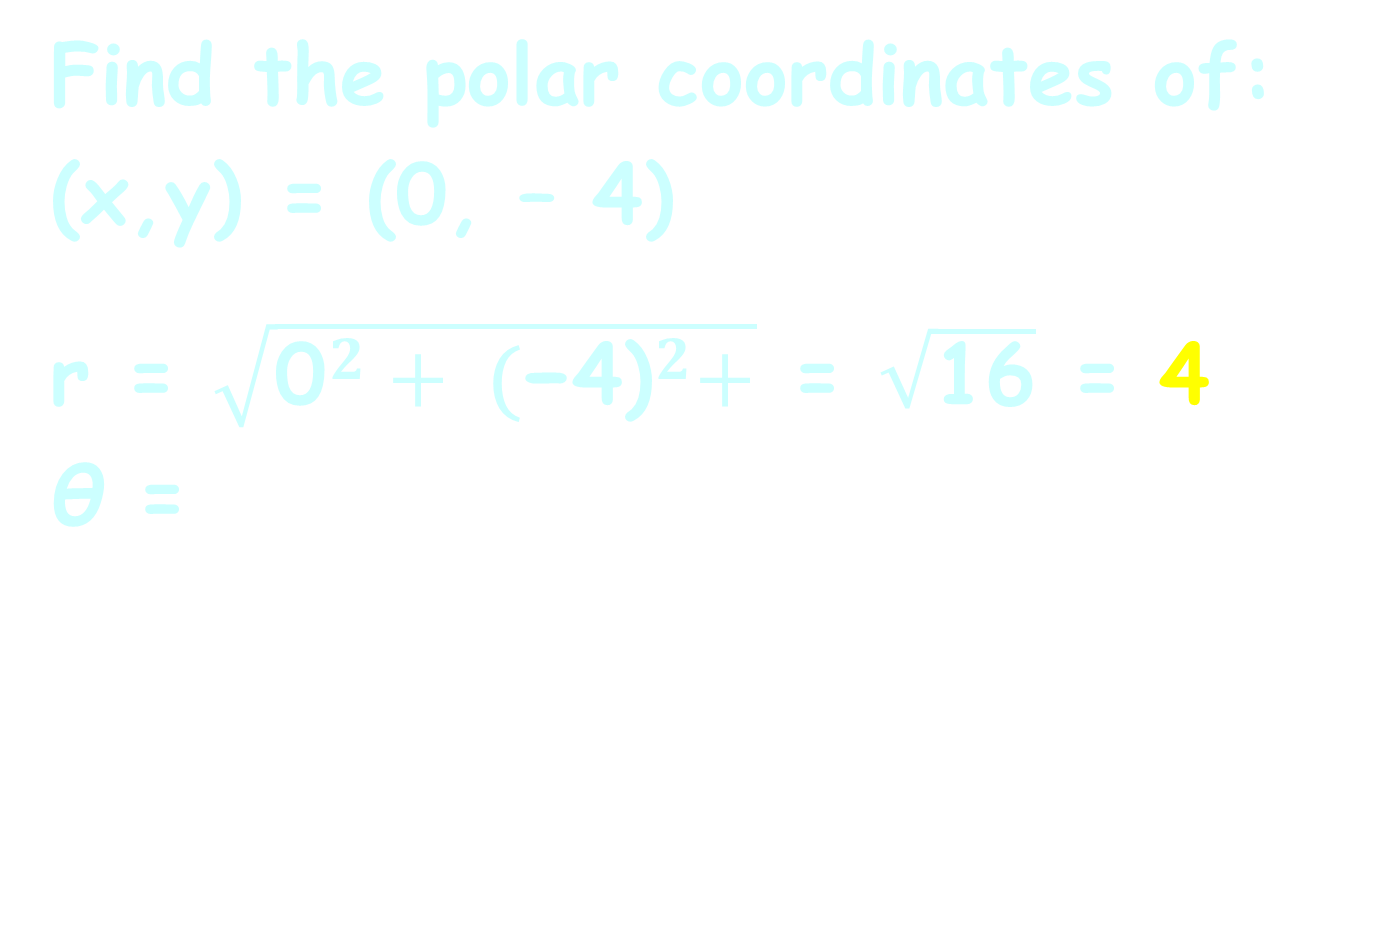 Find the polar coordinates of:
(x,y) = (0, – 4)
r = √(0² + (−4)²+) = √16 = 4
θ =